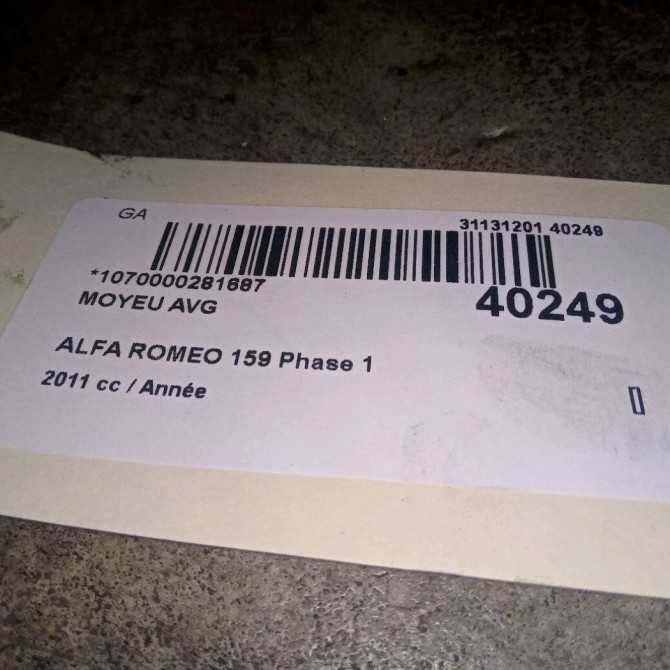 GA
31131201 40249
*1070000281687
40249
MOYEU AVG
ALFA ROMEO 159 Phase 1
2011 cc / Année
[]